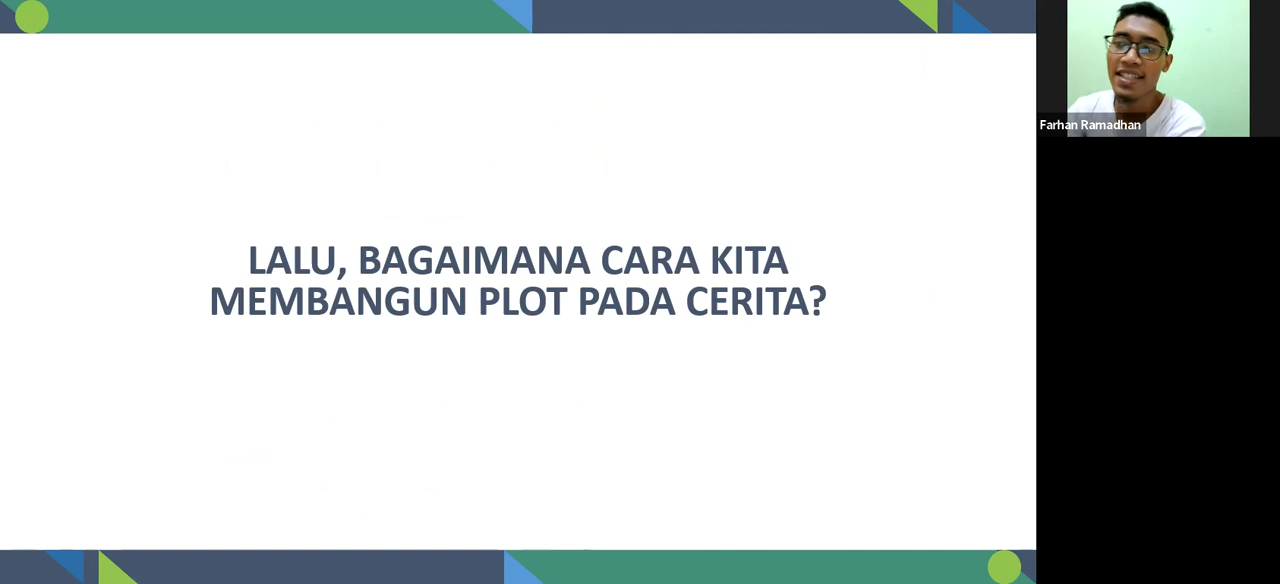 LALU, BAGAIMANA CARA KITA
MEMBANGUN PLOT PADA CERITA?
Farhan Ramadhan